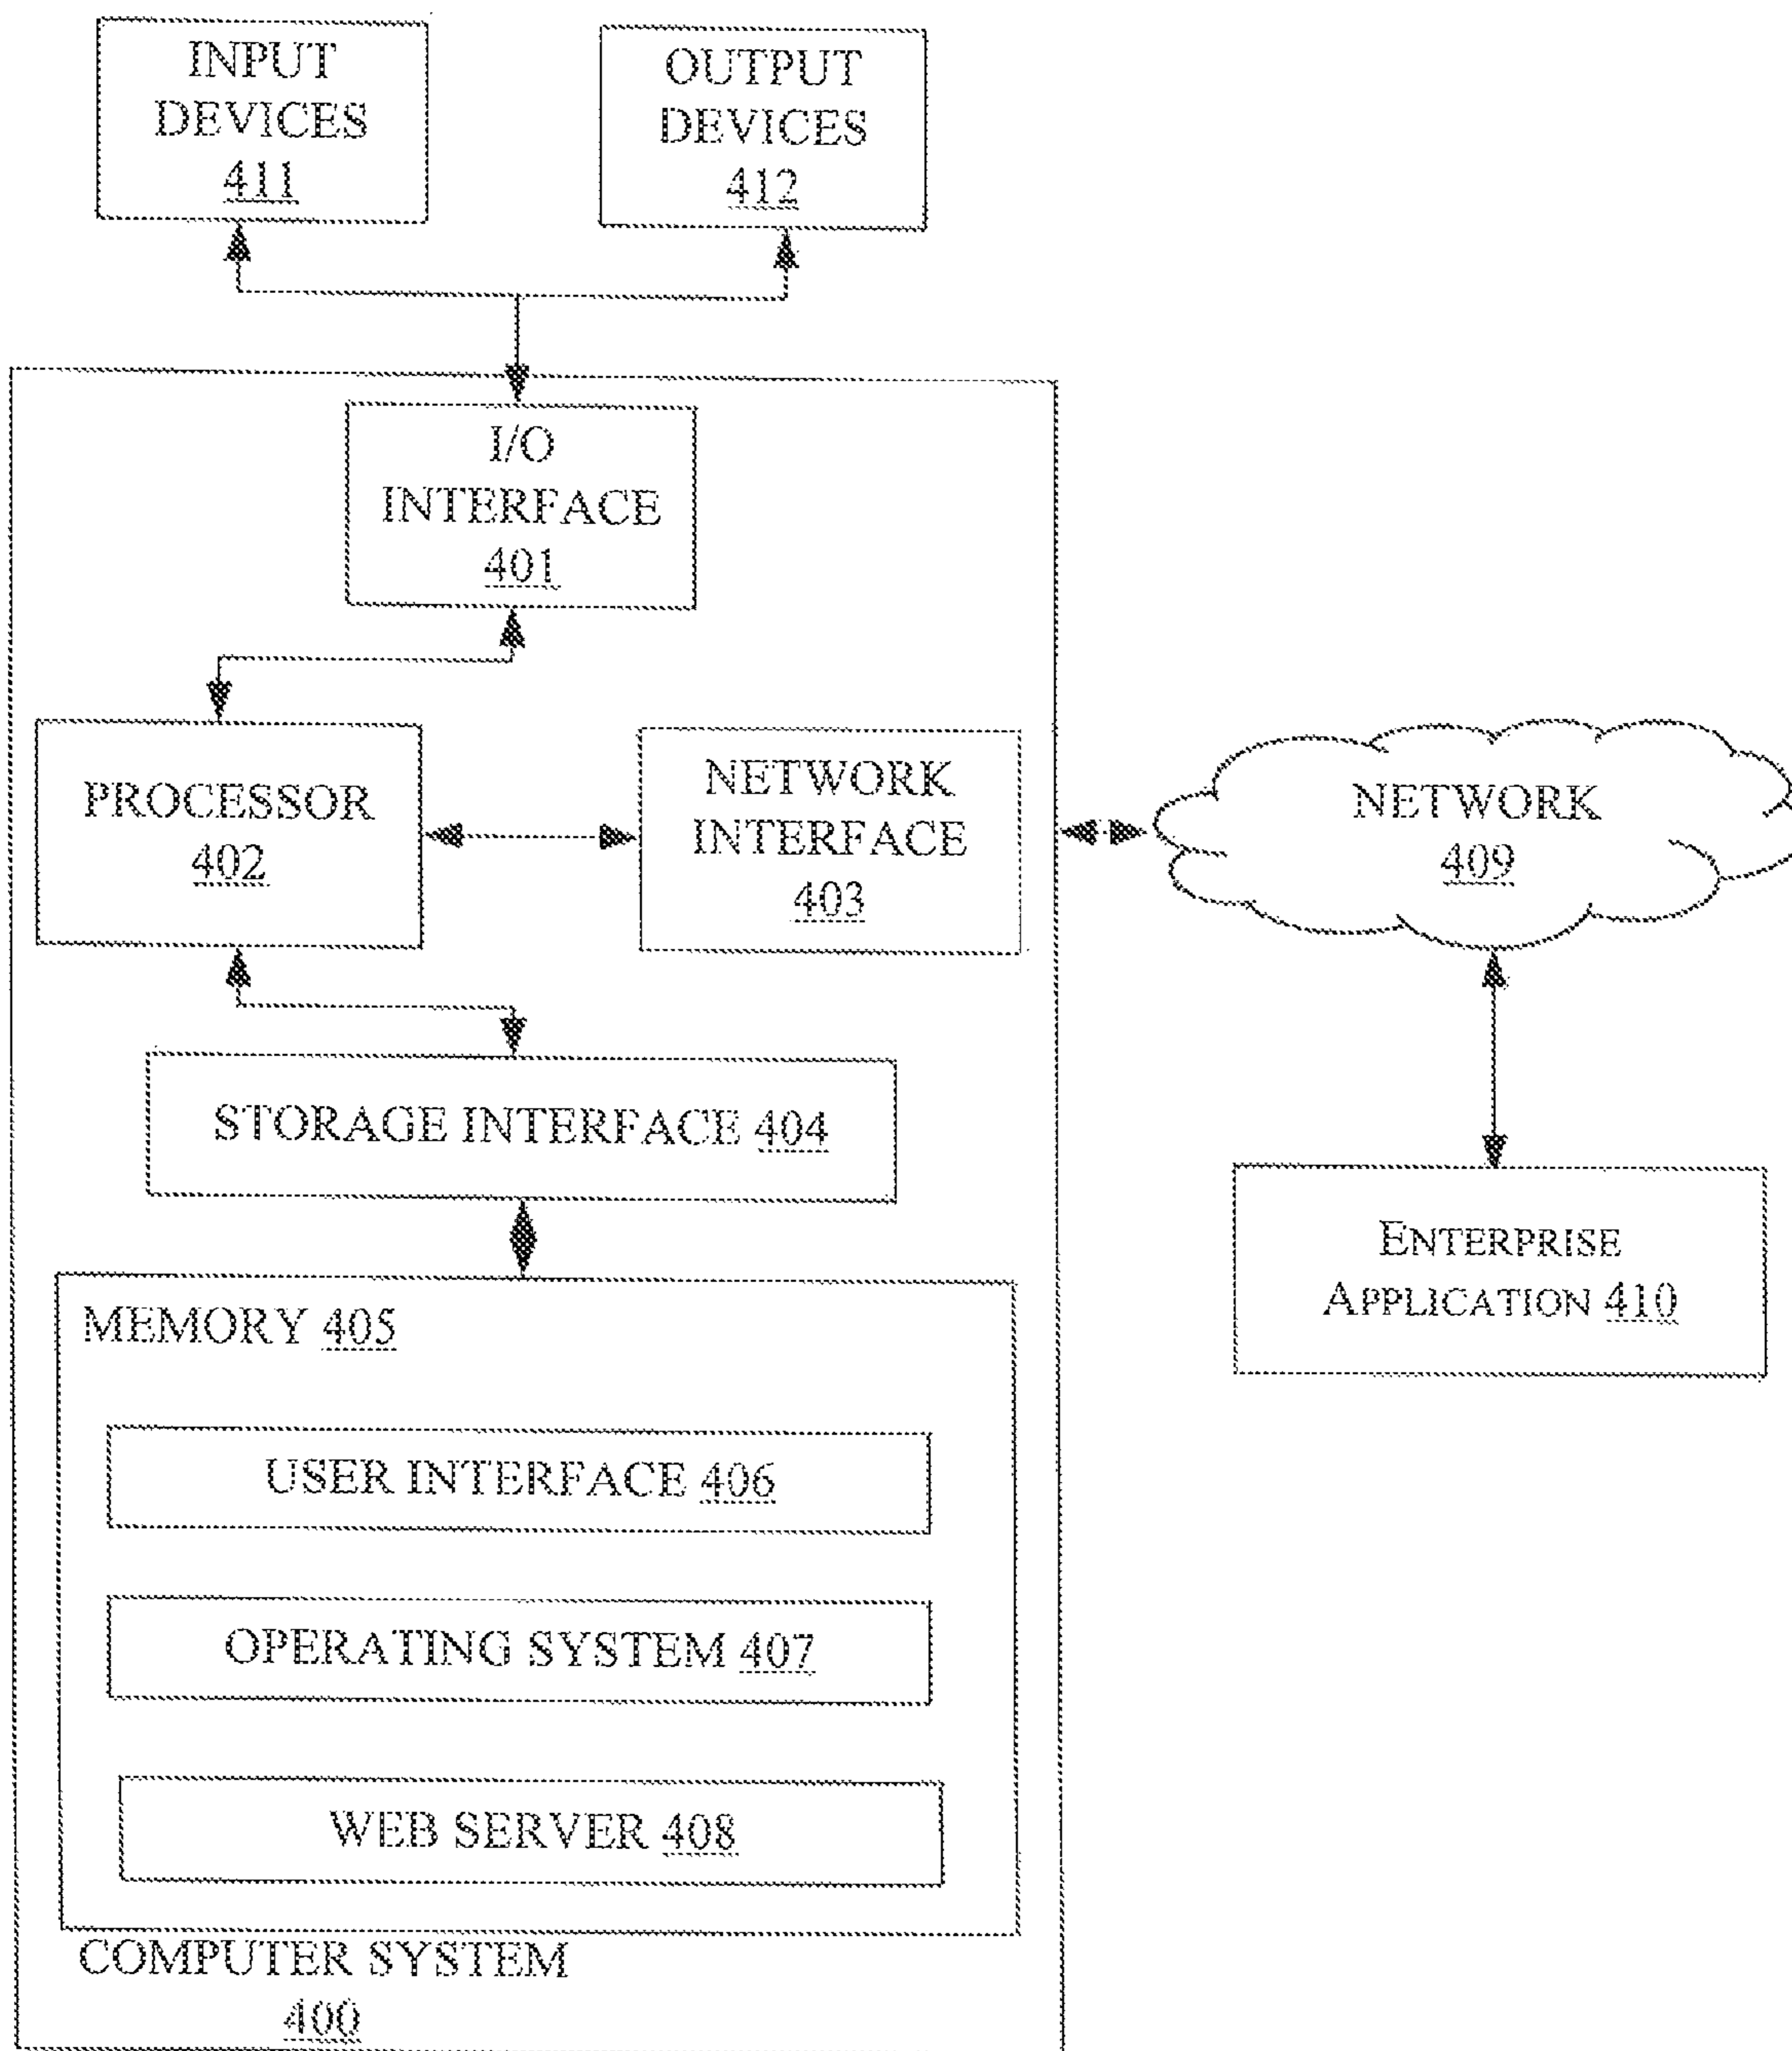 INPUT
DEVICES
411
OUTPUT
DEVICES
412
I/O
INTERFACE
401
PROCESSOR
402
NETWORK
INTERFACE
403
NETWORK
409
STORAGE INTERFACE 404
ENTERPRISE
APPLICATION 410
MEMORY 405
USER INTERFACE 406
OPERATING SYSTEM 407
WEB SERVER 408
COMPUTER SYSTEM
400